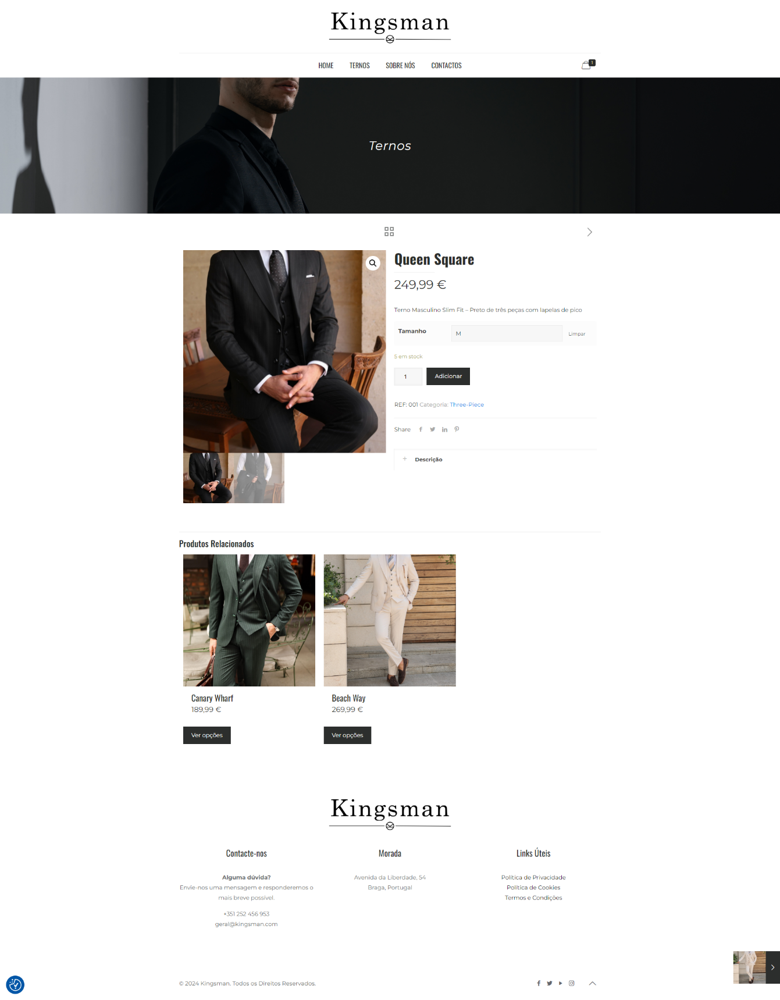 Kingsman
HOME TERNOS SOBRE NÓS CONTACTOS 1
Ternos
Queen Square
249,99 €
Terno Masculino Slim Fit – Preto de três peças com lapelas de pico
Tamanho M Limpar
5 em stock
1 Adicionar
REF: 001 Categoria: Three-Piece
Share
Descrição
Produtos Relacionados
Canary Wharf
189,99 €
Ver opções
Beach Way
269,99 €
Ver opções
Kingsman
Contacte-nos
Alguma dúvida?
Envie-nos uma mensagem e responderemos o
mais breve possível.
+351 252 456 953
geral@kingsman.com
Morada
Avenida da Liberdade, 54
Braga, Portugal
Links Úteis
Política de Privacidade
Política de Cookies
Termos e Condições
© 2024 Kingsman. Todos os Direitos Reservados.